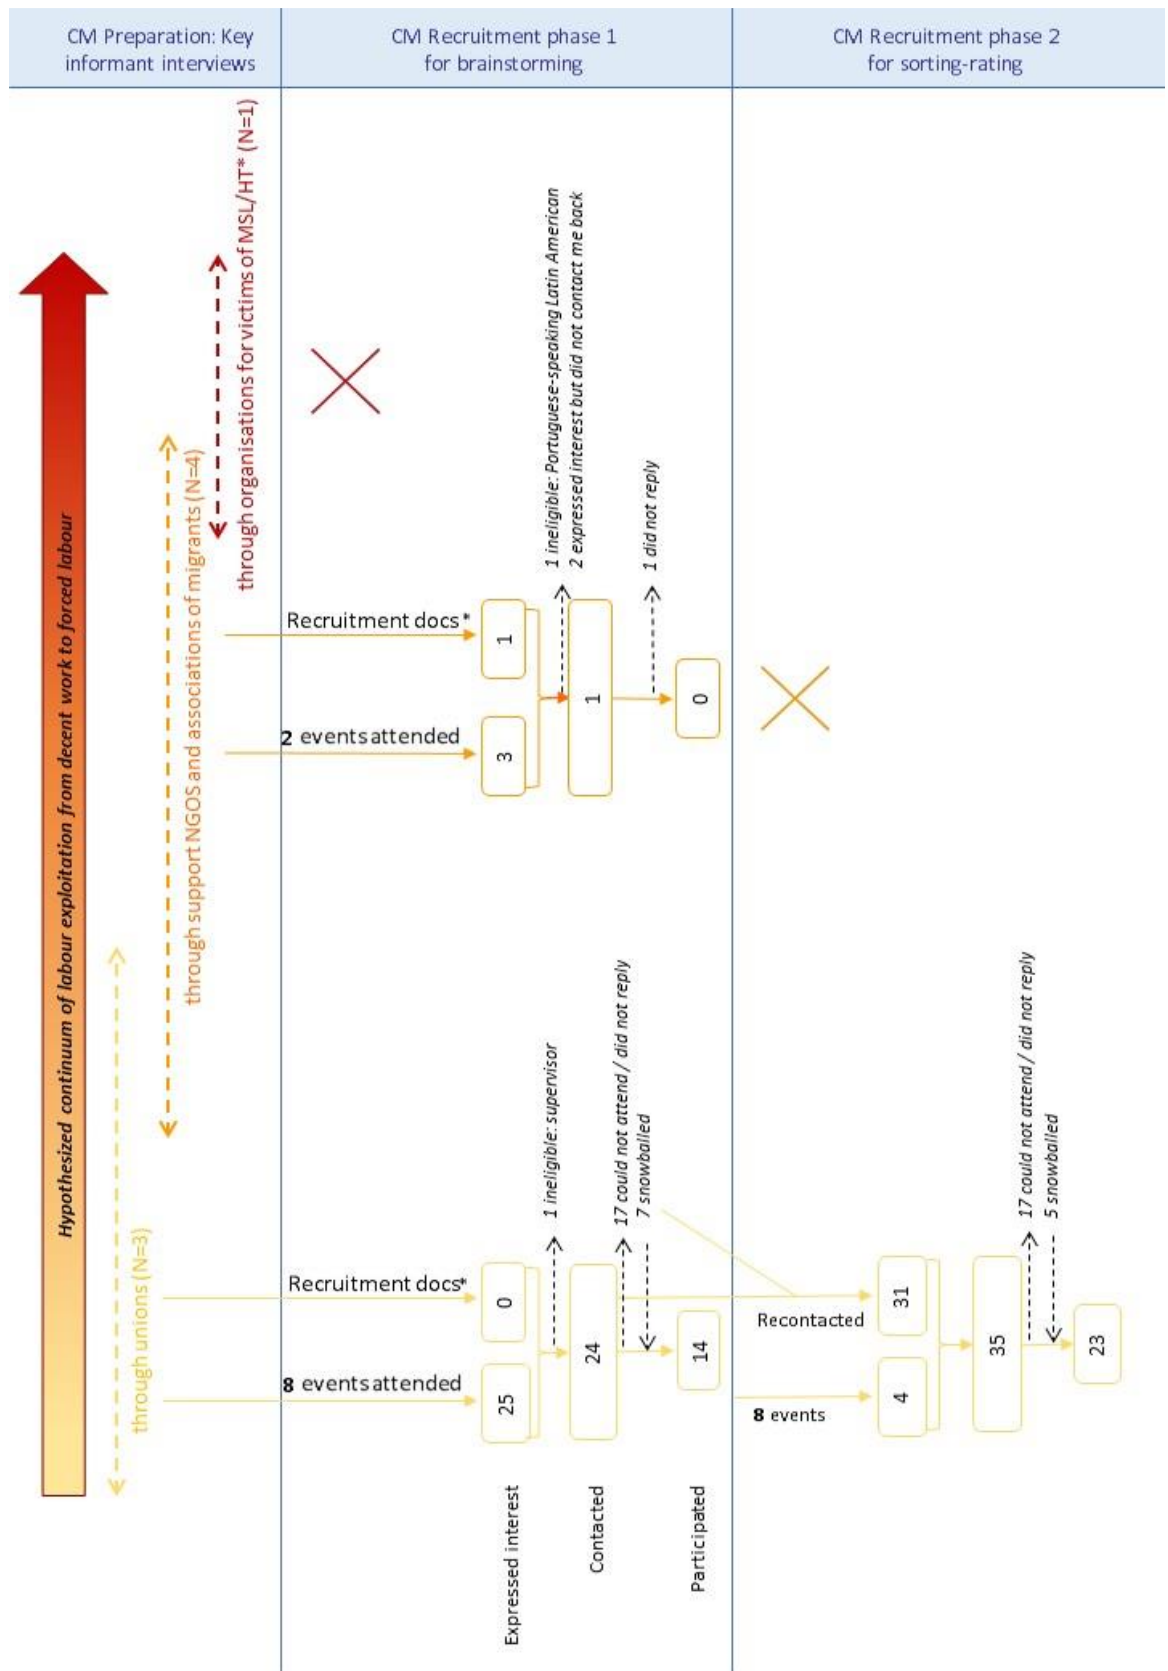 CM Preparation: Key
informant interviews
CM Recruitment phase 1
for brainstorming
CM Recruitment phase 2
for sorting-rating
Hypothesized continuum of labour exploitation from decent work to forced labour
through unions (N=3)
through support NGOS and associations of migrants (N=4)
through organisations for victims of MSL/HT* (N=1)
Recruitment docs*
1
2 events attended
3
1 ineligible: Portuguese-speaking Latin American
2 expressed interest but did not contact me back
1
1 did not reply
0
Recruitment docs*
0
8 events attended
25
1 ineligible: supervisor
24
17 could not attend / did not reply
7 snowballed
14
Expressed interest
Contacted
Participated
Recontacted
31
8 events
4
35
17 could not attend / did not reply
5 snowballed
23